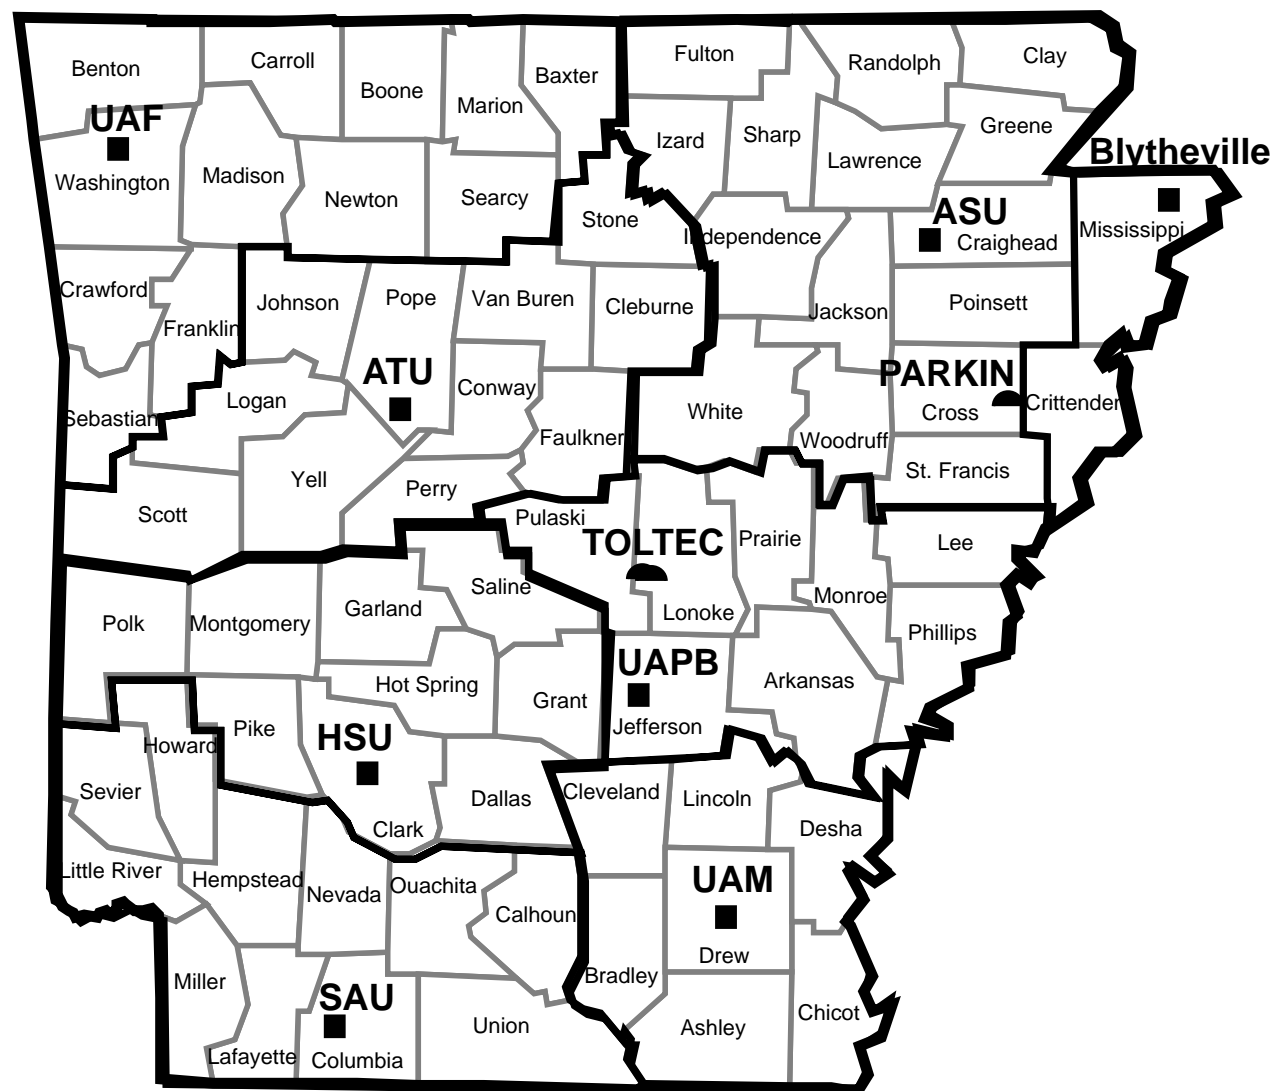 Benton
Carroll
Boone
Marion
Baxter
Fulton
Randolph
Clay
UAF
Washington
Madison
Newton
Searcy
Stone
Izard
Sharp
Lawrence
Greene
Blytheville
ASU
Craighead
Mississippi
Independence
Crawford
Franklin
Johnson
Pope
Van Buren
Cleburne
Jackson
Poinsett
ATU
Conway
PARKIN
Cross
Crittenden
Sebastian
Logan
Faulkner
White
Woodruff
St. Francis
Scott
Yell
Perry
Pulaski
TOLTEC
Prairie
Lee
Polk
Montgomery
Garland
Saline
Lonoke
Monroe
Phillips
Hot Spring
Grant
UAPB
Jefferson
Arkansas
Howard
Pike
HSU
Sevier
Clark
Dallas
Cleveland
Lincoln
Desha
Little River
Hempstead
Nevada
Ouachita
Calhoun
UAM
Drew
Bradley
Miller
SAU
Lafayette
Columbia
Union
Ashley
Chicot